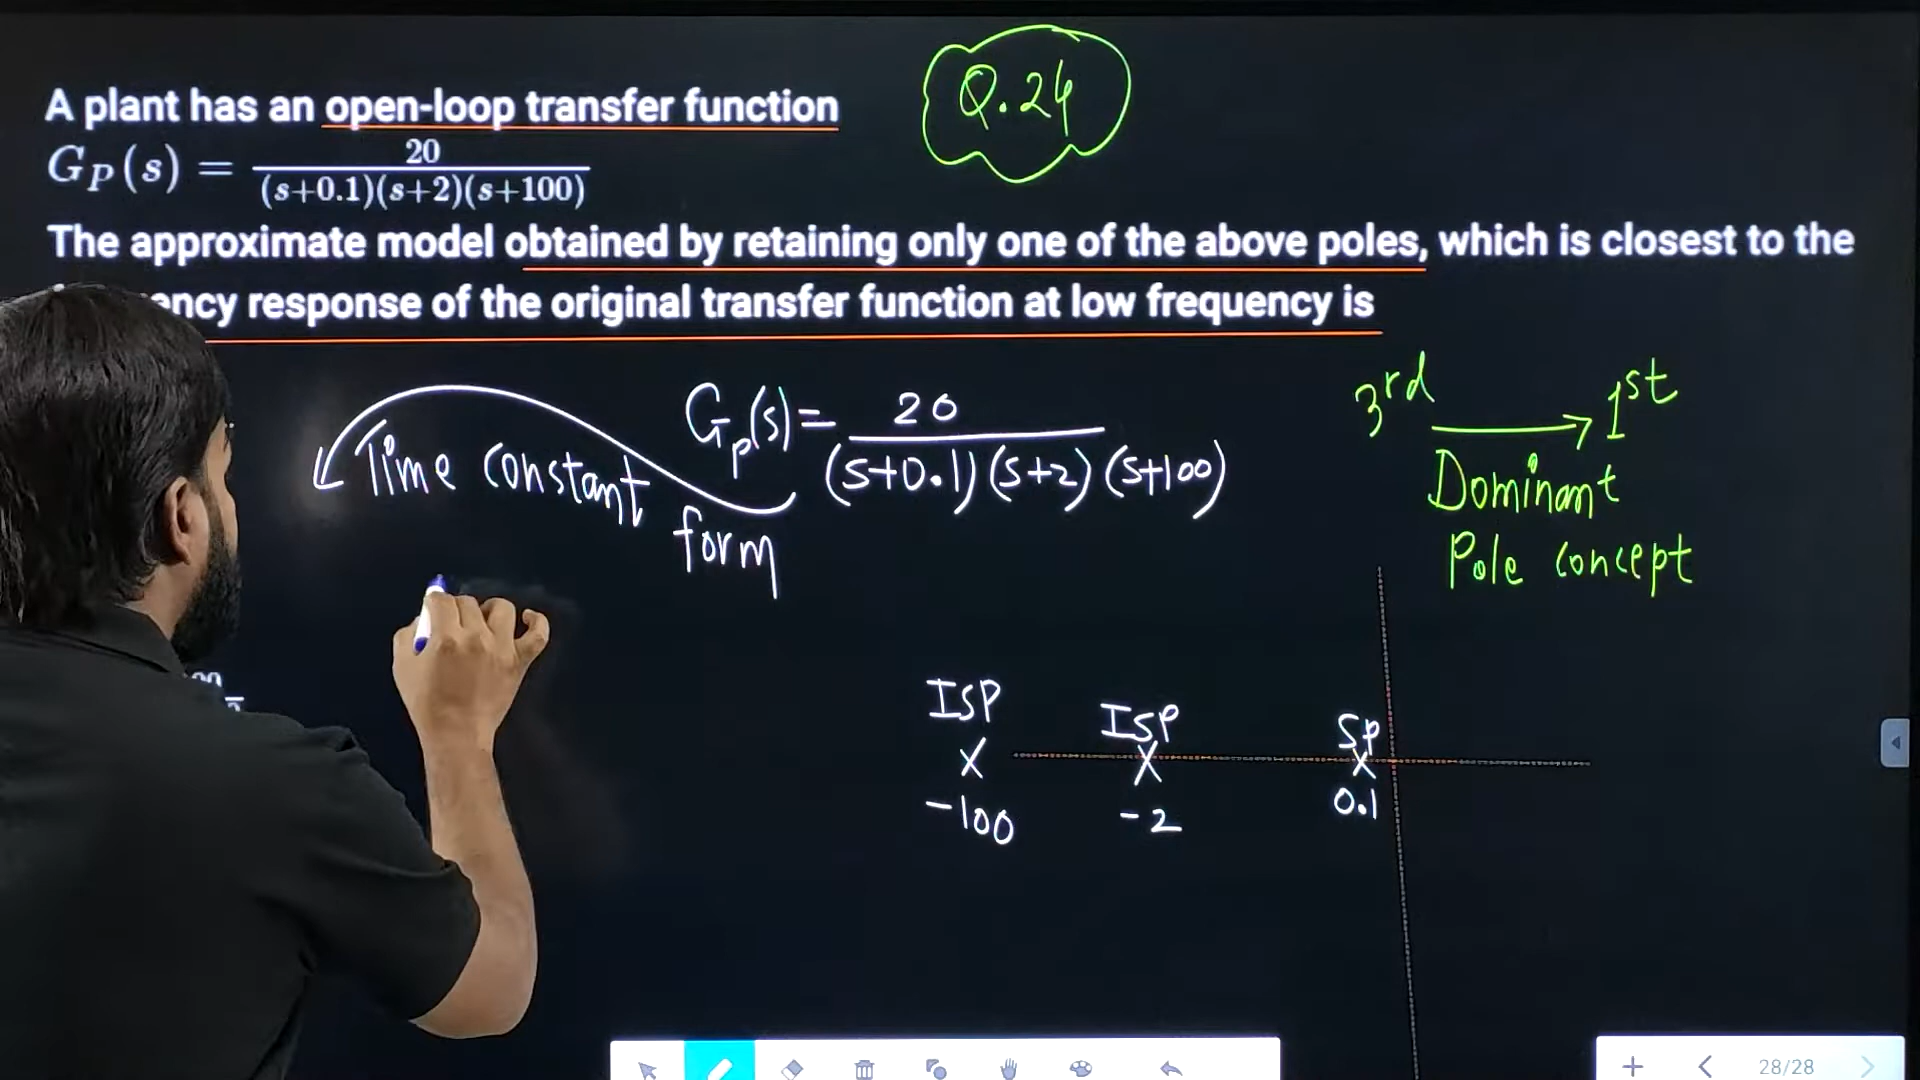 Q.24
A plant has an open-loop transfer function
G_P(s) = 20 / (s+0.1)(s+2)(s+100)
The approximate model obtained by retaining only one of the above poles, which is closest to the
ncy response of the original transfer function at low frequency is
Gp(s) = 20 / (s+0.1)(s+2)(s+100)
Time constant
form
3rd → 1st
Dominant
Pole concept
ISP ISP SP
X X X
-100 -2 0.1
28/28